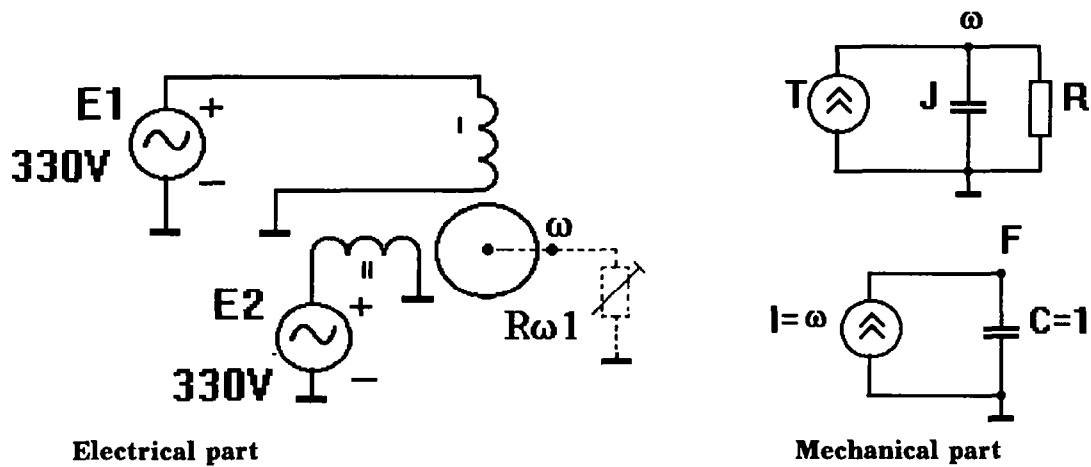 E1
+
330V
−
I
II
ω
E2
+
330V
−
Rω1
Electrical part
ω
T
J
R
F
I=ω
C=1
Mechanical part